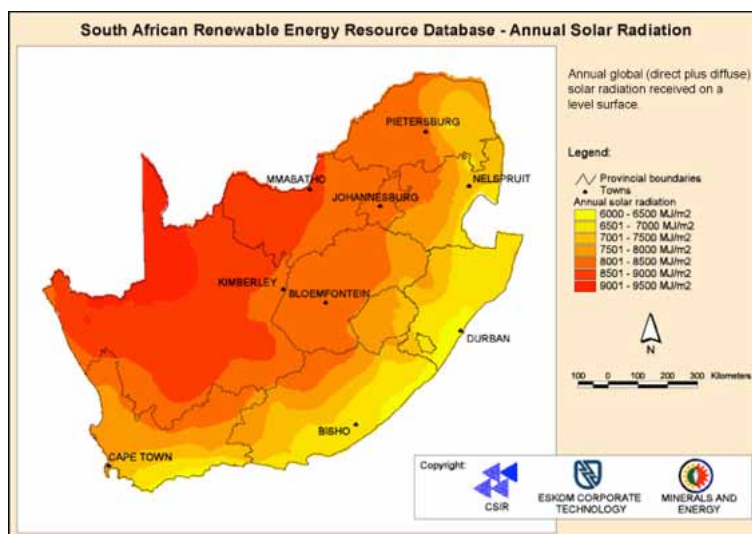 South African Renewable Energy Resource Database - Annual Solar Radiation
Annual global (direct plus diffuse)
solar radiation received on a
level surface.
Legend:
Provincial boundaries
Towns
Annual solar radiation
6000 - 6500 MJ/m2
6501 - 7000 MJ/m2
7001 - 7500 MJ/m2
7501 - 8000 MJ/m2
8001 - 8500 MJ/m2
8501 - 9000 MJ/m2
9001 - 9500 MJ/m2
N
100 0 100 200 300 Kilometers
PIETERSBURG
MMABATHO
NELSPRUIT
JOHANNESBURG
KIMBERLEY
BLOEMFONTEIN
DURBAN
BISHO
CAPE TOWN
Copyright:
CSIR
ESKOM CORPORATE
TECHNOLOGY
MINERALS AND
ENERGY